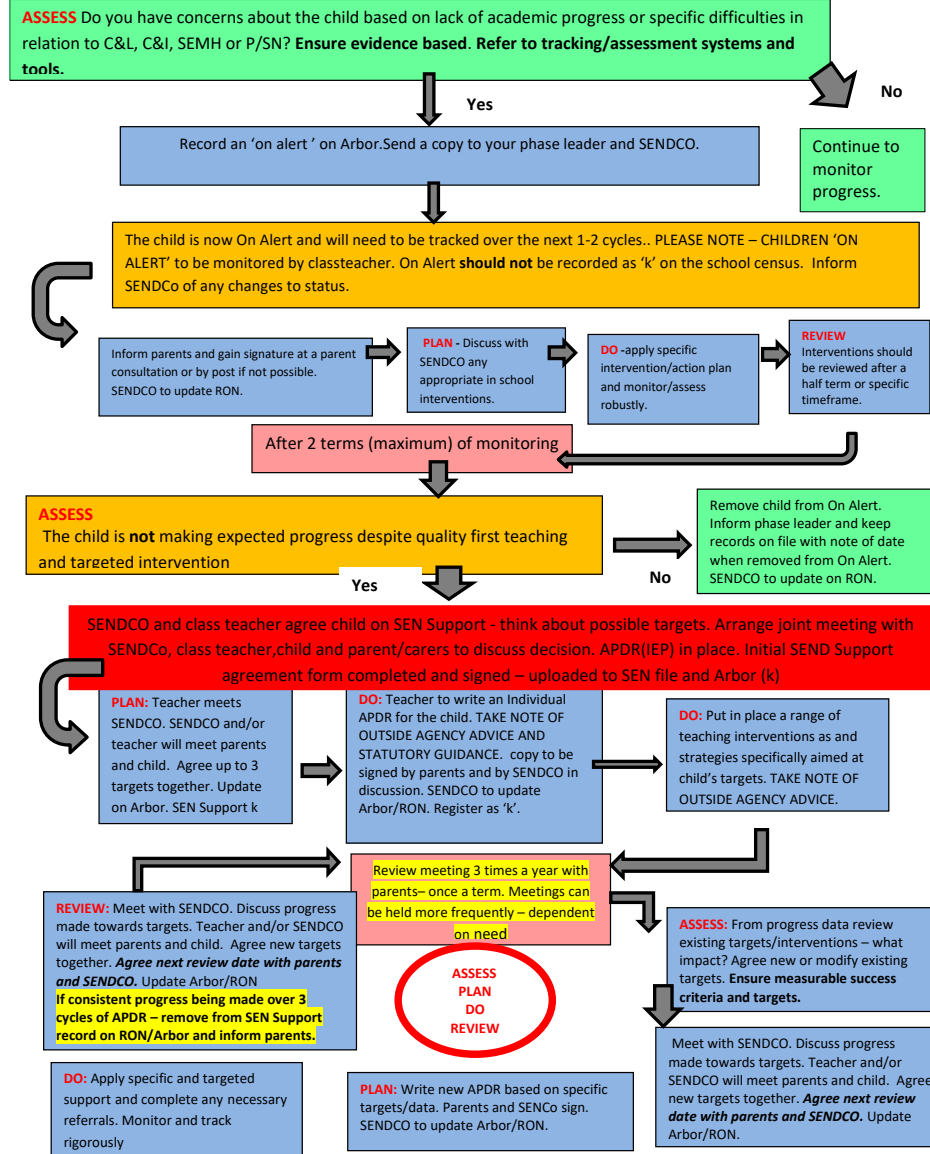 ASSESS Do you have concerns about the child based on lack of academic progress or specific difficulties in
relation to C&L, C&I, SEMH or P/SN? Ensure evidence based. Refer to tracking/assessment systems and
tools.
Yes
No
Record an 'on alert ' on Arbor.Send a copy to your phase leader and SENDCO.
Continue to
monitor
progress.
The child is now On Alert and will need to be tracked over the next 1-2 cycles.. PLEASE NOTE – CHILDREN 'ON
ALERT' to be monitored by classteacher. On Alert should not be recorded as 'k' on the school census.  Inform
SENDCo of any changes to status.
Inform parents and gain signature at a parent
consultation or by post if not possible.
SENDCO to update RON.
PLAN - Discuss with
SENDCO any
appropriate in school
interventions.
DO -apply specific
intervention/action plan
and monitor/assess
robustly.
REVIEW
Interventions should
be reviewed after a
half term or specific
timeframe.
After 2 terms (maximum) of monitoring
ASSESS
The child is not making expected progress despite quality first teaching
and targeted intervention
Yes
No
Remove child from On Alert.
Inform phase leader and keep
records on file with note of date
when removed from On Alert.
SENDCO to update on RON.
SENDCO and class teacher agree child on SEN Support - think about possible targets. Arrange joint meeting with
SENDCo, class teacher,child and parent/carers to discuss decision. APDR(IEP) in place. Initial SEND Support
agreement form completed and signed – uploaded to SEN file and Arbor (k)
PLAN: Teacher meets
SENDCO. SENDCO and/or
teacher will meet parents
and child.  Agree up to 3
targets together. Update
on Arbor. SEN Support k
DO: Teacher to write an Individual
APDR for the child. TAKE NOTE OF
OUTSIDE AGENCY ADVICE AND
STATUTORY GUIDANCE.  copy to be
signed by parents and by SENDCO in
discussion. SENDCO to update
Arbor/RON. Register as 'k'.
DO: Put in place a range of
teaching interventions as and
strategies specifically aimed at
child's targets. TAKE NOTE OF
OUTSIDE AGENCY ADVICE.
Review meeting 3 times a year with
parents– once a term. Meetings can
be held more frequently – dependent
on need
REVIEW: Meet with SENDCO. Discuss progress
made towards targets. Teacher and/or SENDCO
will meet parents and child.  Agree new targets
together. Agree next review date with parents
and SENDCO. Update Arbor/RON
If consistent progress being made over 3
cycles of APDR – remove from SEN Support
record on RON/Arbor and inform parents.
ASSESS
PLAN
DO
REVIEW
ASSESS: From progress data review
existing targets/interventions – what
impact? Agree new or modify existing
targets. Ensure measurable success
criteria and targets.
Meet with SENDCO. Discuss progress
made towards targets. Teacher and/or
SENDCO will meet parents and child.  Agree
new targets together. Agree next review
date with parents and SENDCO. Update
Arbor/RON.
DO: Apply specific and targeted
support and complete any necessary
referrals. Monitor and track
rigorously
PLAN: Write new APDR based on specific
targets/data. Parents and SENCo sign.
SENDCO to update Arbor/RON.